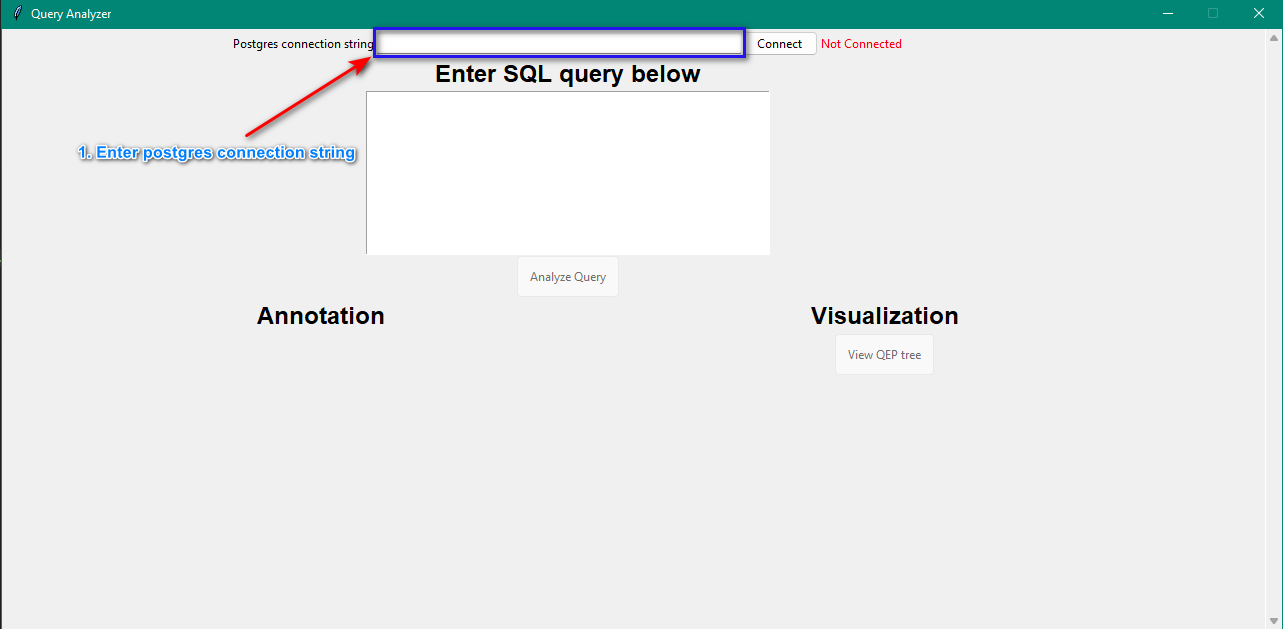 Query Analyzer
Postgres connection string Connect Not Connected
Enter SQL query below
1. Enter postgres connection string
Analyze Query
Annotation Visualization
View QEP tree